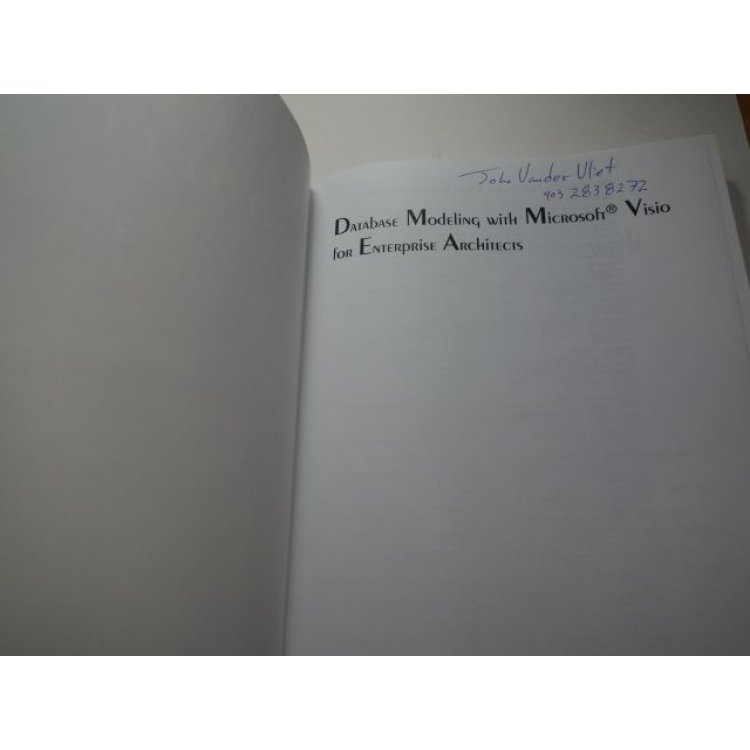 John Vander Vliet
403 283 8272
Database Modeling with Microsoft® Visio
for Enterprise Architects